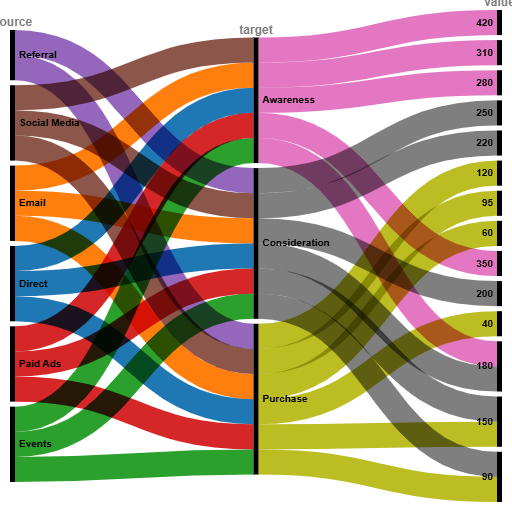 ource
target
value
Referral
Social Media
Email
Direct
Paid Ads
Events
Awareness
Consideration
Purchase
420
310
280
250
220
120
95
60
350
200
40
180
150
90